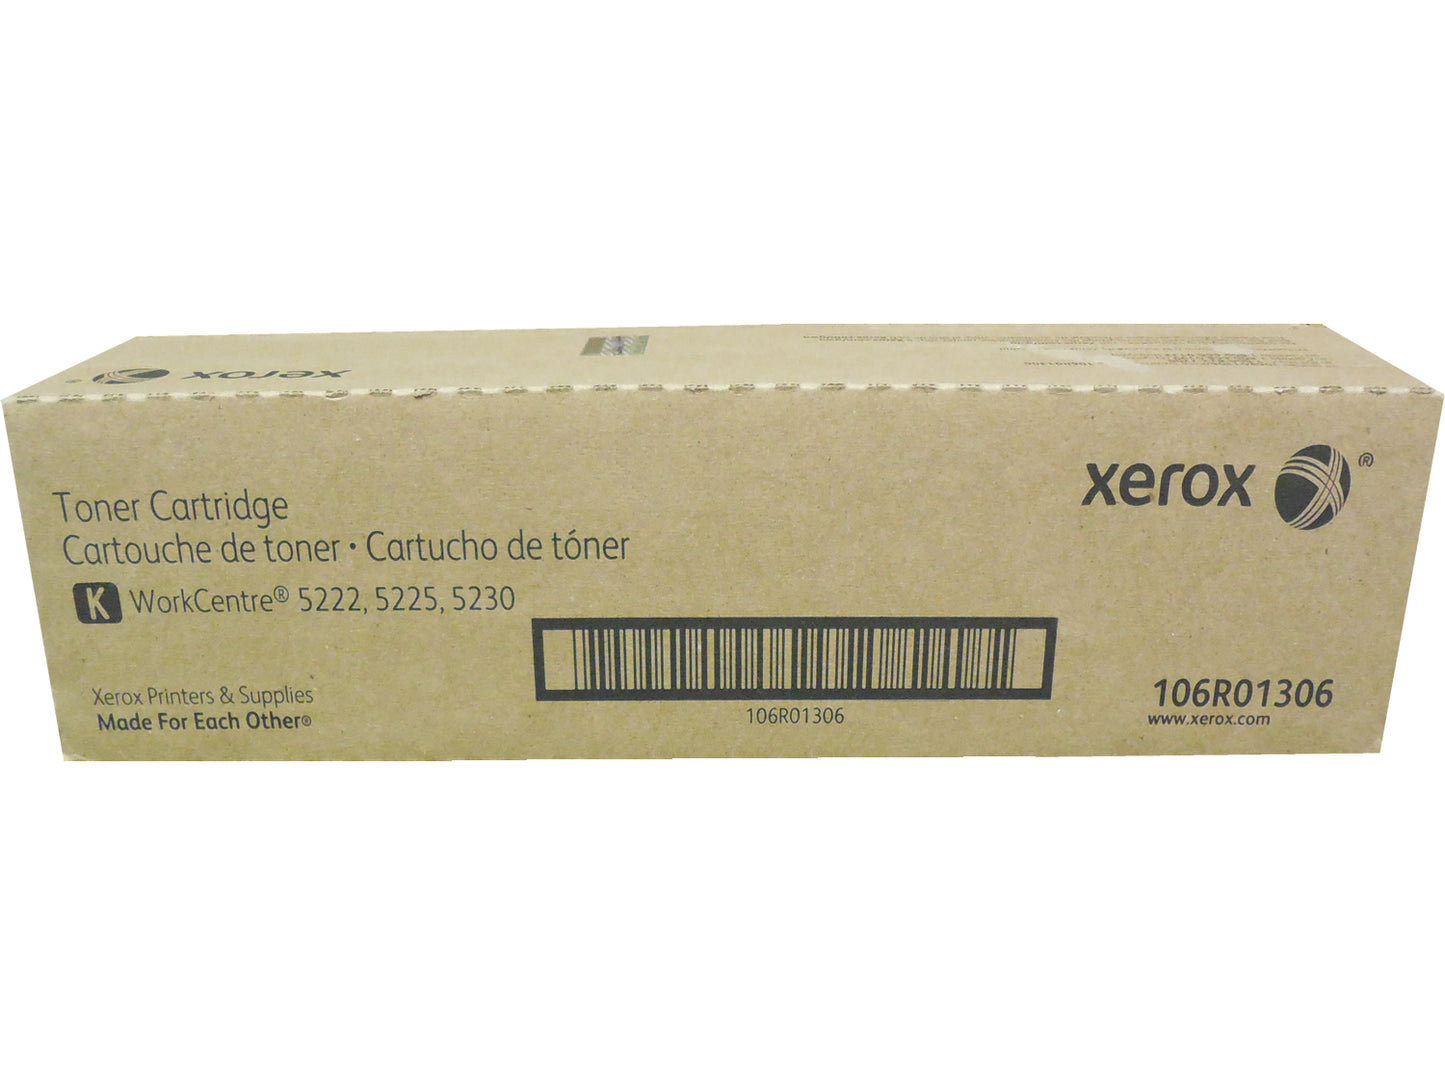 xerox
xerox ®
Toner Cartridge
Cartouche de toner • Cartucho de tóner
K WorkCentre® 5222, 5225, 5230
Xerox Printers & Supplies
Made For Each Other®
106R01306
106R01306
www.xerox.com